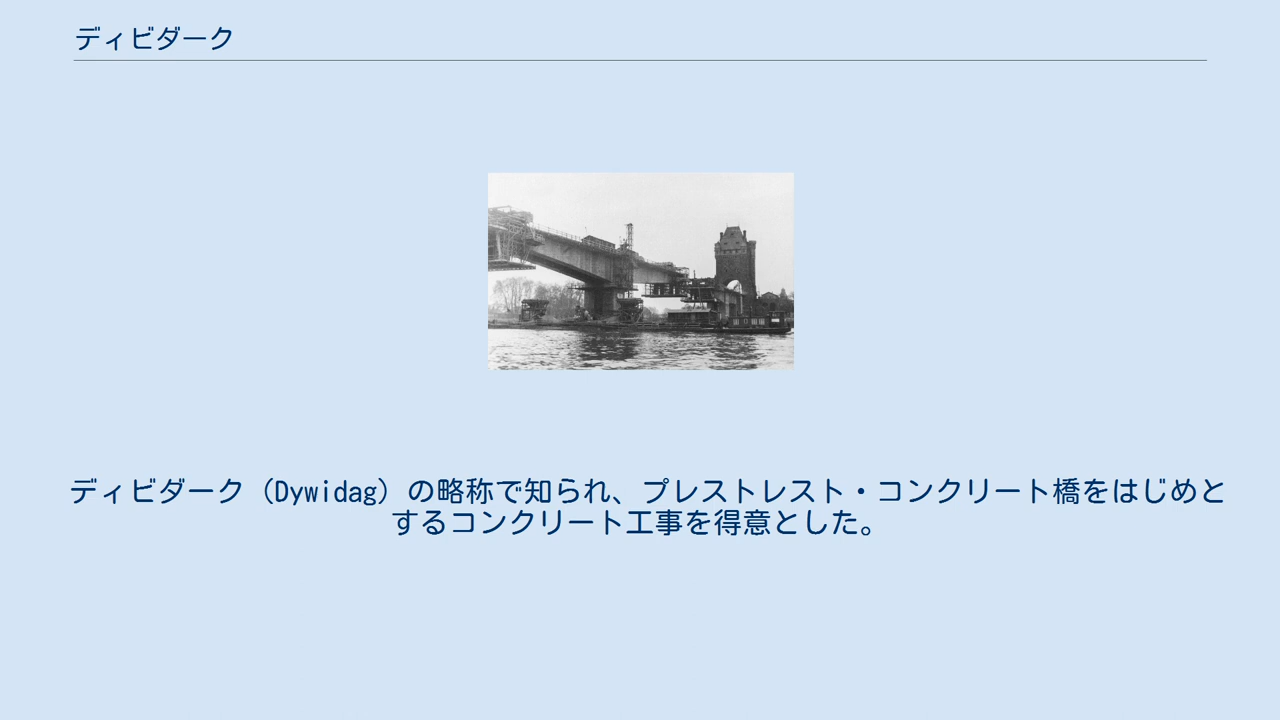 ディビダーク
ディビダーク（Dywidag）の略称で知られ、プレストレスト・コンクリート橋をはじめと
するコンクリート工事を得意とした。